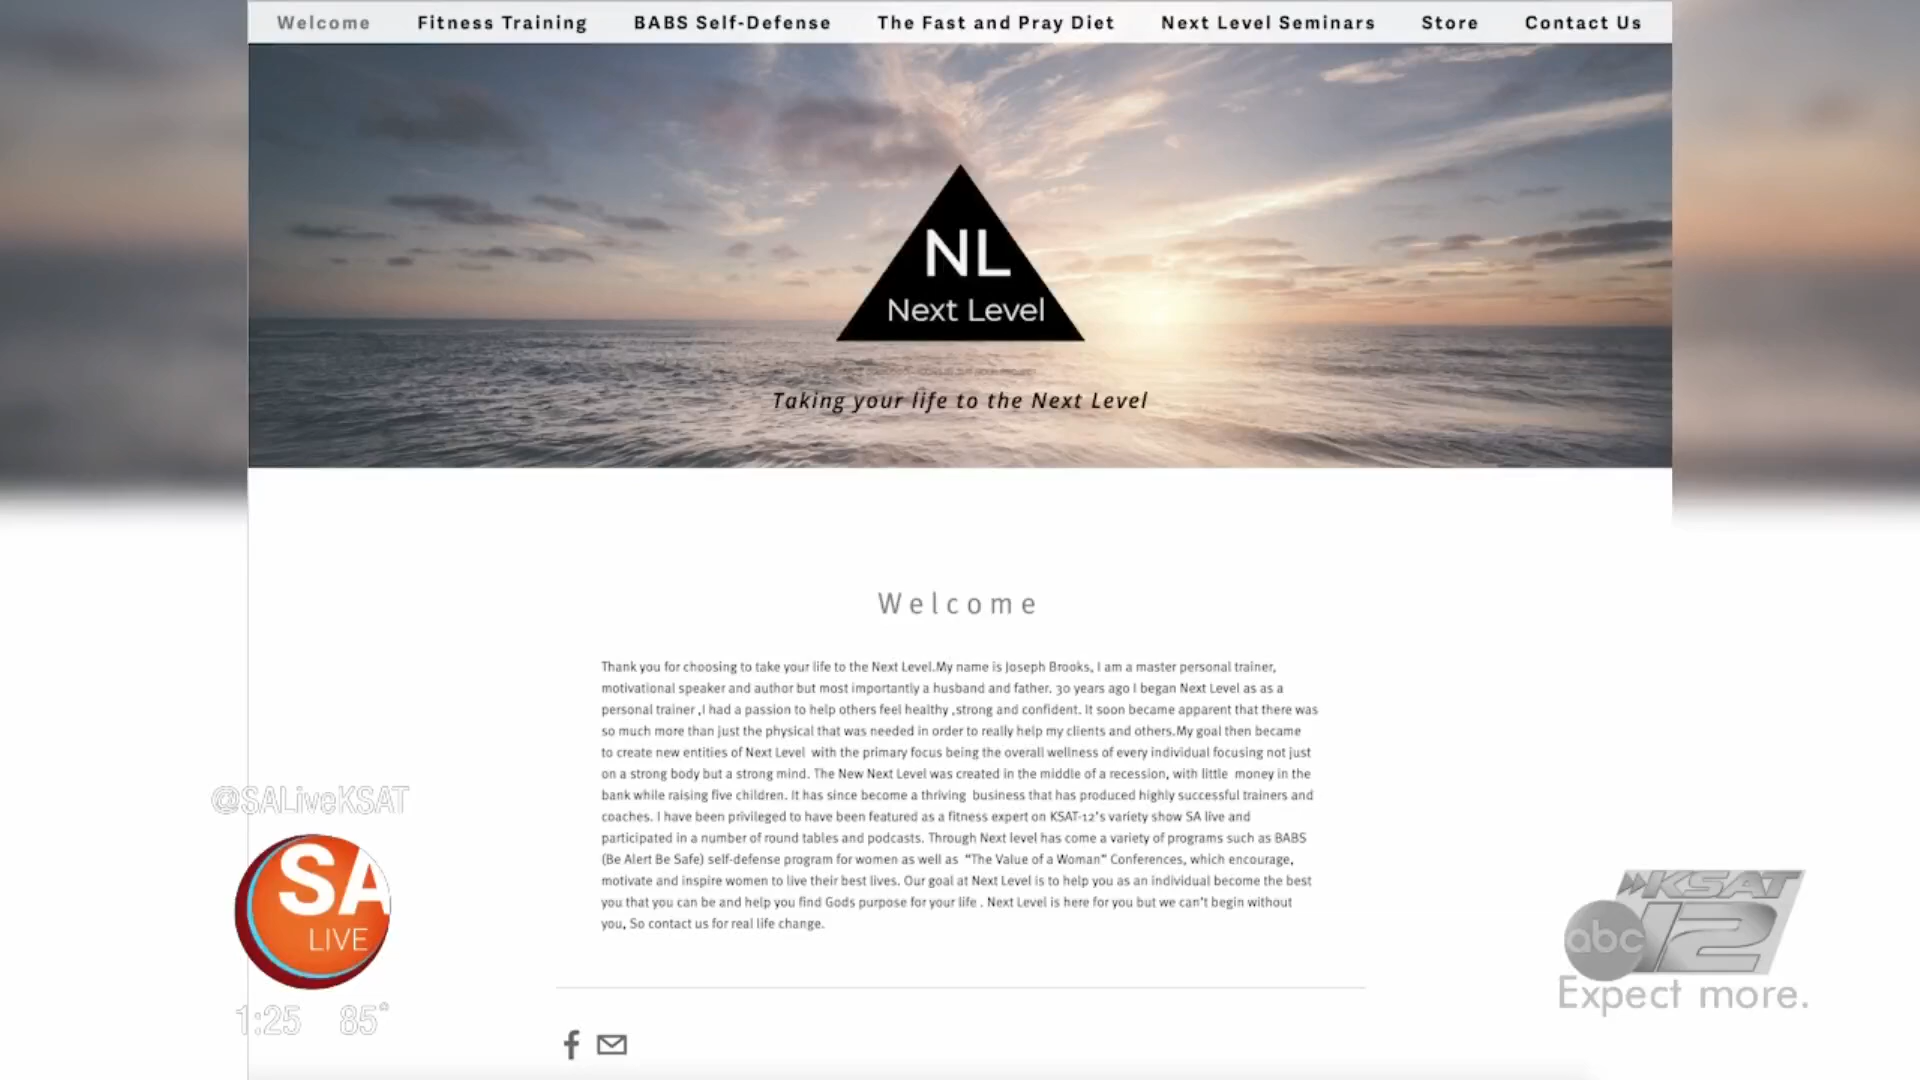 Welcome Fitness Training BABS Self-Defense The Fast and Pray Diet Next Level Seminars Store Contact Us
NL
Next Level
Taking your life to the Next Level
Welcome
Thank you for choosing to take your life to the Next Level.My name is Joseph Brooks, I am a master personal trainer,
motivational speaker and author but most importantly a husband and father. 30 years ago I began Next Level as as a
personal trainer ,I had a passion to help others feel healthy ,strong and confident. It soon became apparent that there was
so much more than just the physical that was needed in order to really help my clients and others.My goal then became
to create new entities of Next Level with the primary focus being the overall wellness of every individual focusing not just
on a strong body but a strong mind. The New Next Level was created in the middle of a recession, with little money in the
bank while raising five children. It has since become a thriving business that has produced highly successful trainers and
coaches. I have been privileged to have been featured as a fitness expert on KSAT-12's variety show SA live and
participated in a number of round tables and podcasts. Through Next level has come a variety of programs such as BABS
(Be Alert Be Safe) self-defense program for women as well as "The Value of a Woman" Conferences, which encourage,
motivate and inspire women to live their best lives. Our goal at Next Level is to help you as an individual become the best
you that you can be and help you find Gods purpose for your life . Next Level is here for you but we can't begin without
you, So contact us for real life change.
@SALiveKSAT
SA
LIVE
1:25 85°
KSAT
abc 12
Expect more.